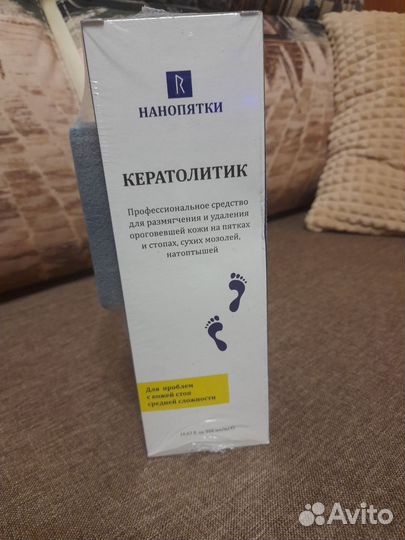 R
НАНОПЯТКИ
КЕРАТОЛИТИК
Профессиональное средство
для размягчения и удаления
ороговевшей кожи на пятках
и стопах, сухих мозолей,
натоптышей
Для проблем
с кожей стоп
средней сложности
Avito